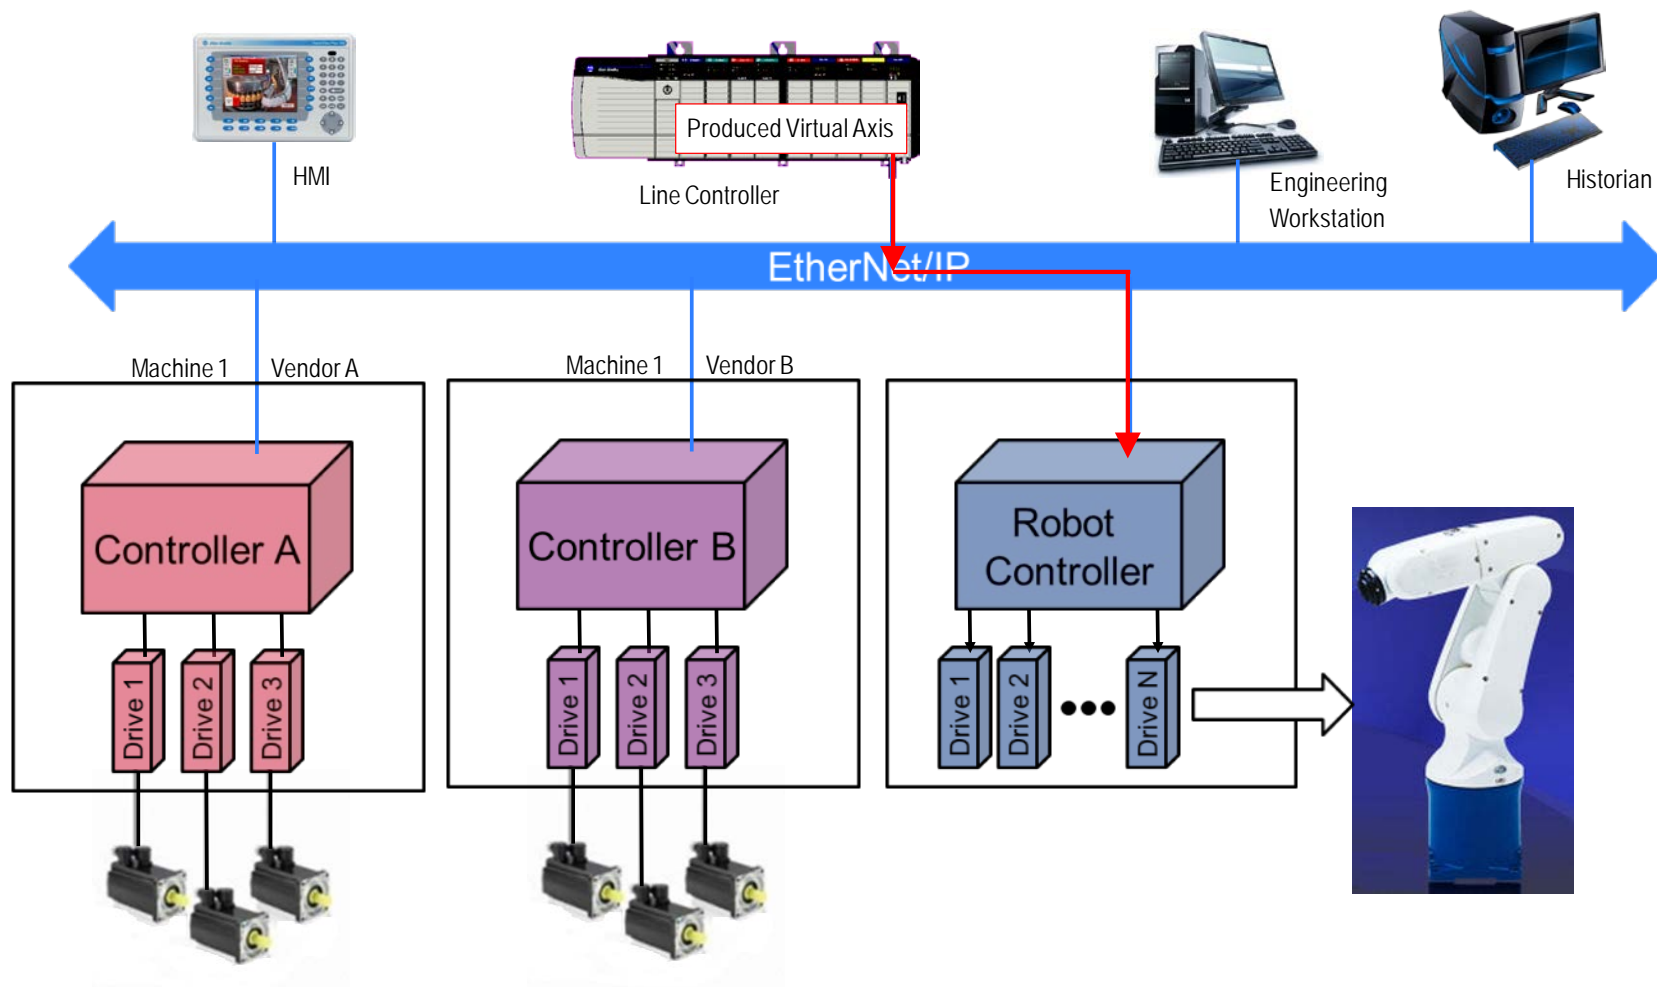 Produced Virtual Axis
HMI
Line Controller
Engineering
Workstation
Historian
EtherNet/IP
Machine 1
Vendor A
Machine 1
Vendor B
Controller A
Controller B
Robot
Controller
Drive 1
Drive 2
Drive 3
Drive 1
Drive 2
Drive 3
Drive 1
Drive 2
Drive N